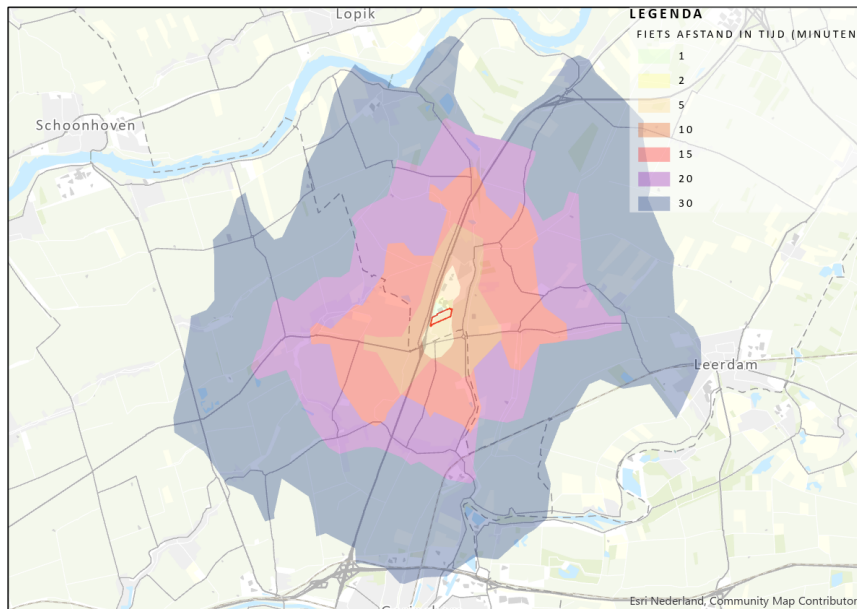 Lopik
LEGENDA
FIETS AFSTAND IN TIJD (MINUTEN
1
2
5
10
15
20
30
Schoonhoven
Leerdam
Esri Nederland, Community Map Contributor